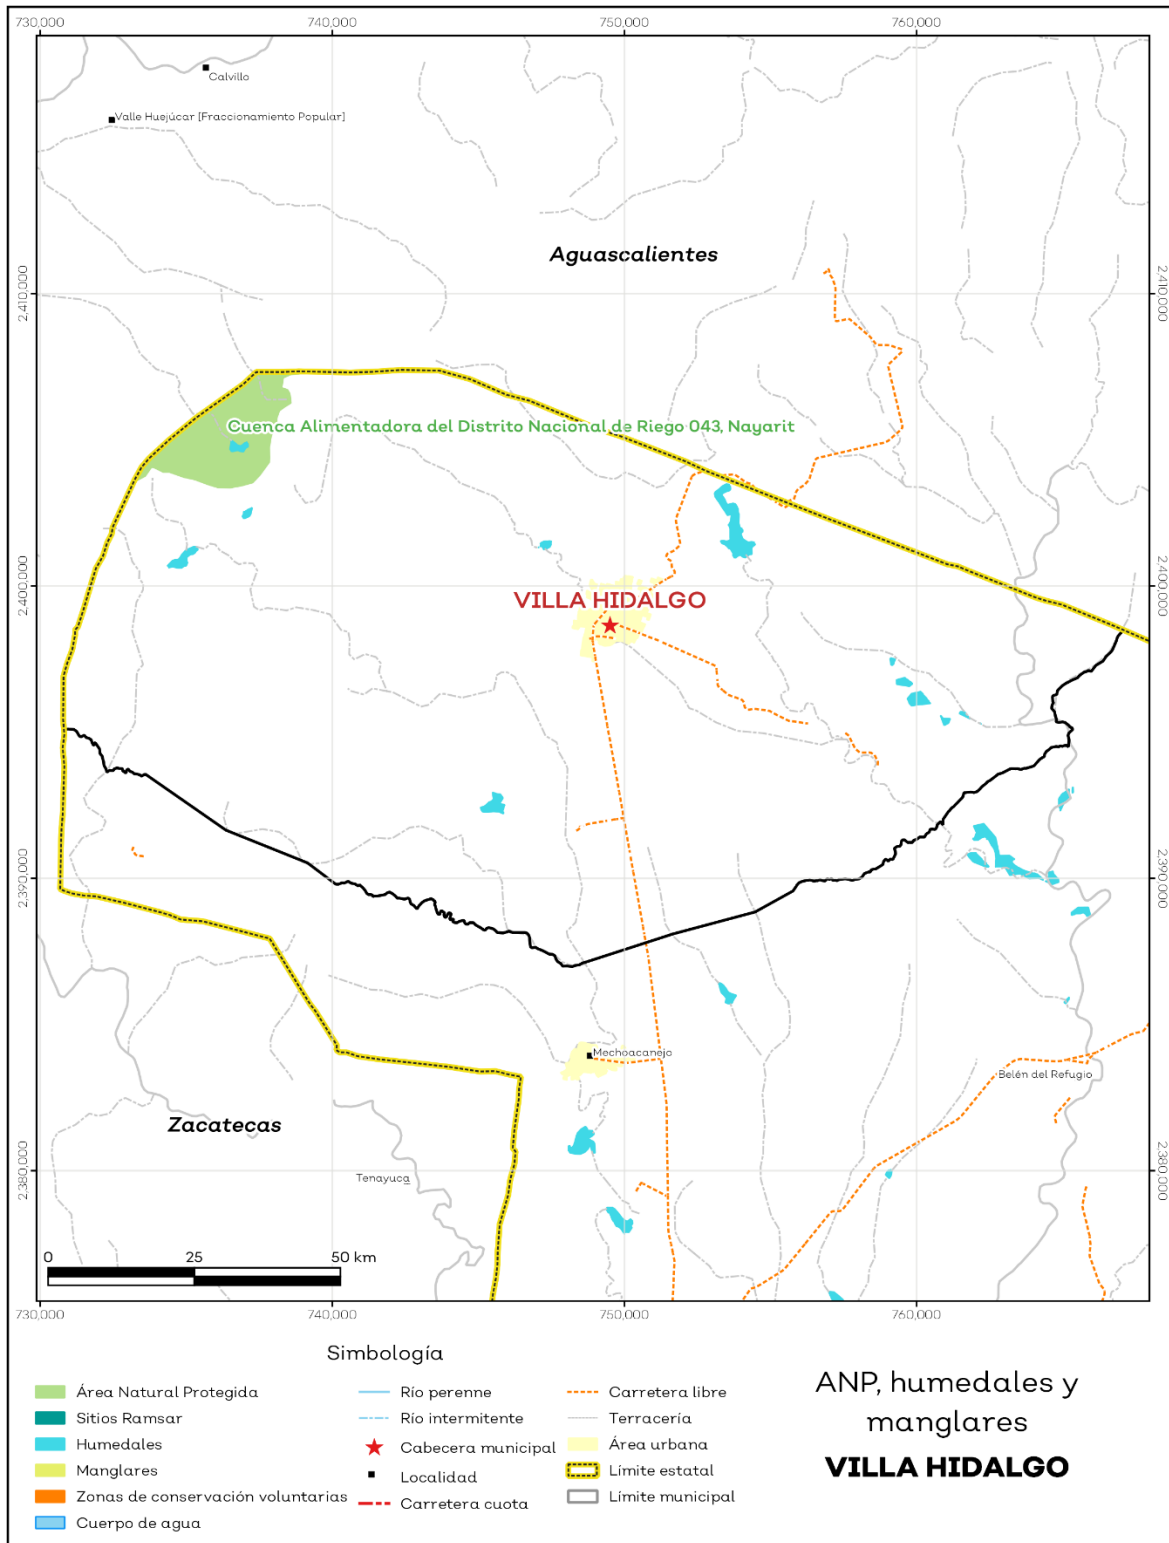 730,000 740,000 750,000 760,000
Calvillo
Valle Huejúcar [Fraccionamiento Popular]
Aguascalientes
2,410,000 2,410,000
Cuenca Alimentadora del Distrito Nacional de Riego 043, Nayarit
2,400,000 2,400,000
VILLA HIDALGO
2,390,000 2,390,000
Mechoacanejo
Belén del Refugio
Zacatecas
2,380,000 2,380,000
Tenayuca
0 25 50 km
730,000 740,000 750,000 760,000
Simbología
Área Natural Protegida
Sitios Ramsar
Humedales
Manglares
Zonas de conservación voluntarias
Cuerpo de agua
Río perenne
Río intermitente
Cabecera municipal
Localidad
Carretera cuota
Carretera libre
Terracería
Área urbana
Límite estatal
Límite municipal
ANP, humedales y
manglares
VILLA HIDALGO